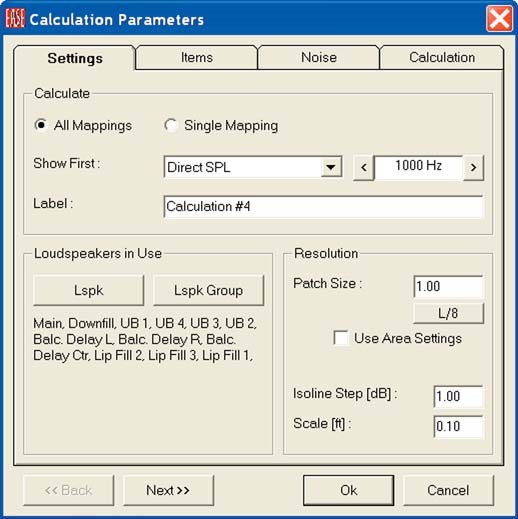 EASE Calculation Parameters
Settings Items Noise Calculation
Calculate
All Mappings Single Mapping
Show First : Direct SPL < 1000 Hz >
Label : Calculation #4
Loudspeakers in Use
Lspk Lspk Group
Main, Downfill, UB 1, UB 4, UB 3, UB 2,
Balc. Delay L, Balc. Delay R, Balc.
Delay Ctr, Lip Fill 2, Lip Fill 3, Lip Fill 1,
Resolution
Patch Size : 1.00
L/8
Use Area Settings
Isoline Step [dB] : 1.00
Scale [ft] : 0.10
<< Back Next >> Ok Cancel